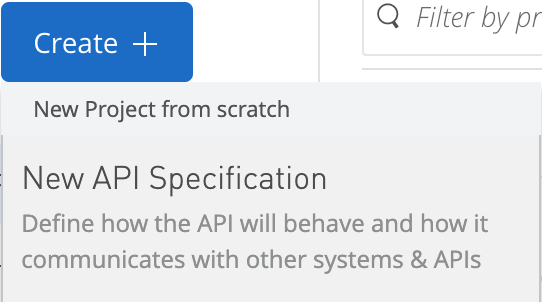 Create +
Filter by pr
New Project from scratch
New API Specification
Define how the API will behave and how it
communicates with other systems & APIs